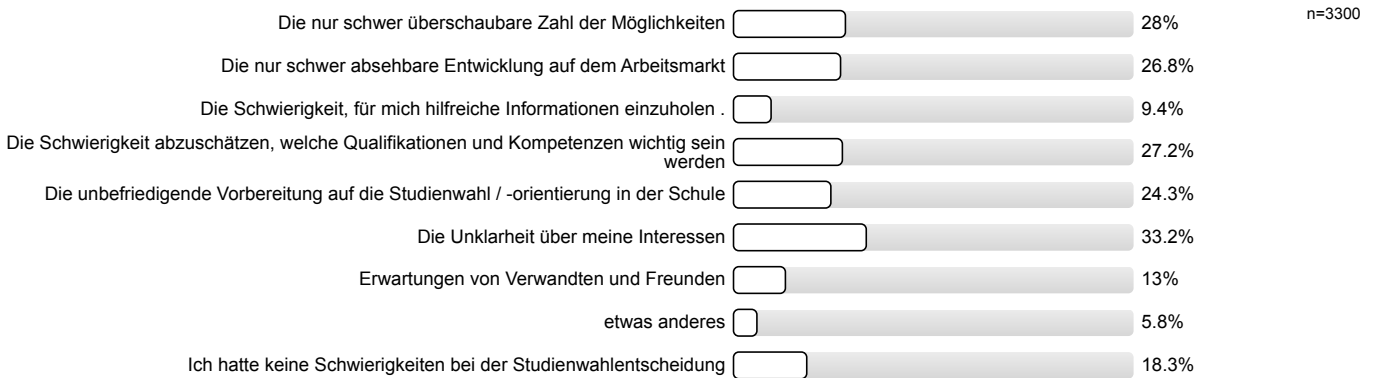 n=3300
Die nur schwer überschaubare Zahl der Möglichkeiten 28%
Die nur schwer absehbare Entwicklung auf dem Arbeitsmarkt 26.8%
Die Schwierigkeit, für mich hilfreiche Informationen einzuholen . 9.4%
Die Schwierigkeit abzuschätzen, welche Qualifikationen und Kompetenzen wichtig sein
werden 27.2%
Die unbefriedigende Vorbereitung auf die Studienwahl / -orientierung in der Schule 24.3%
Die Unklarheit über meine Interessen 33.2%
Erwartungen von Verwandten und Freunden 13%
etwas anderes 5.8%
Ich hatte keine Schwierigkeiten bei der Studienwahlentscheidung 18.3%